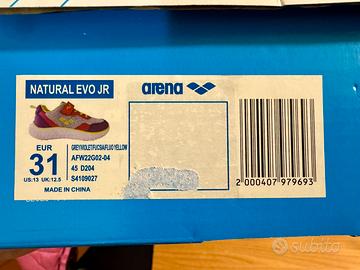 NATURAL EVO JR
arena
EUR
31
US:13 UK:12.5
GREY/VIOLET/FUCSIA/FLUO YELLOW
AFW22G02-04
45 D204
S4109027
MADE IN CHINA
2 000407 979693
subito